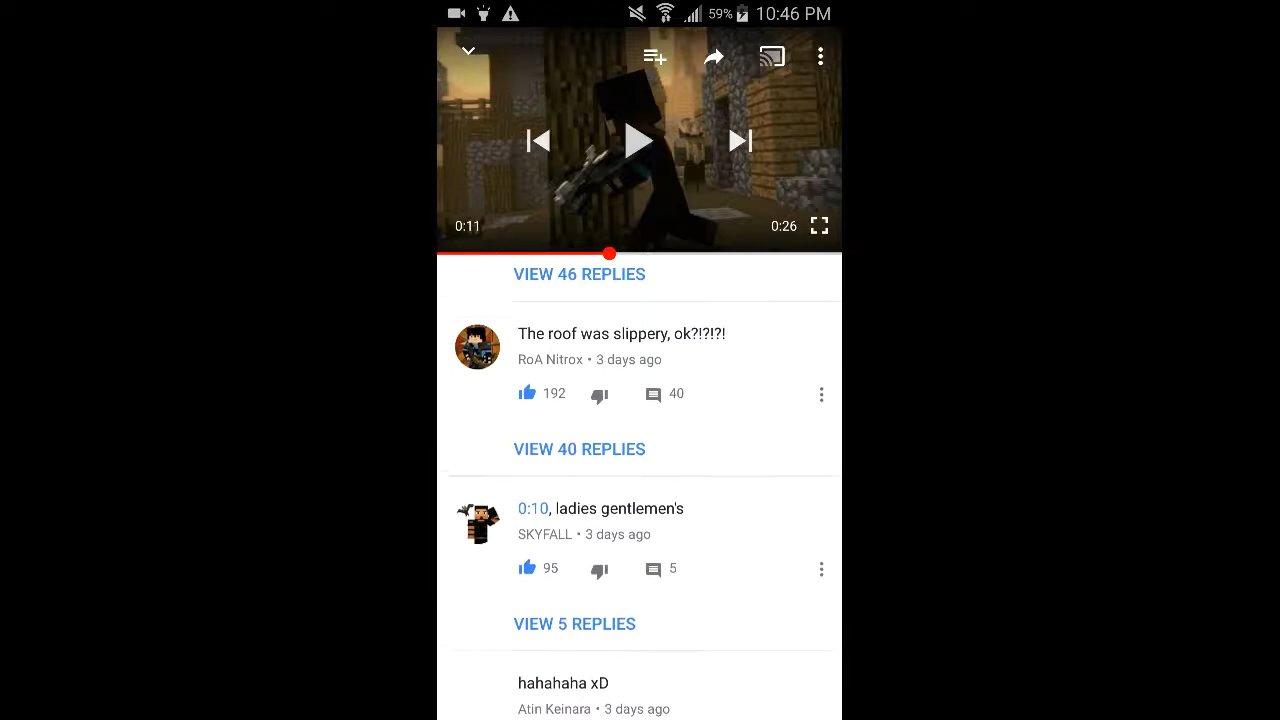 59% 10:46 PM
0:11 0:26
VIEW 46 REPLIES
The roof was slippery, ok?!?!?!
RoA Nitrox • 3 days ago
192 40
VIEW 40 REPLIES
0:10, ladies gentlemen's
SKYFALL • 3 days ago
95 5
VIEW 5 REPLIES
hahahaha xD
Atin Keinara • 3 days ago